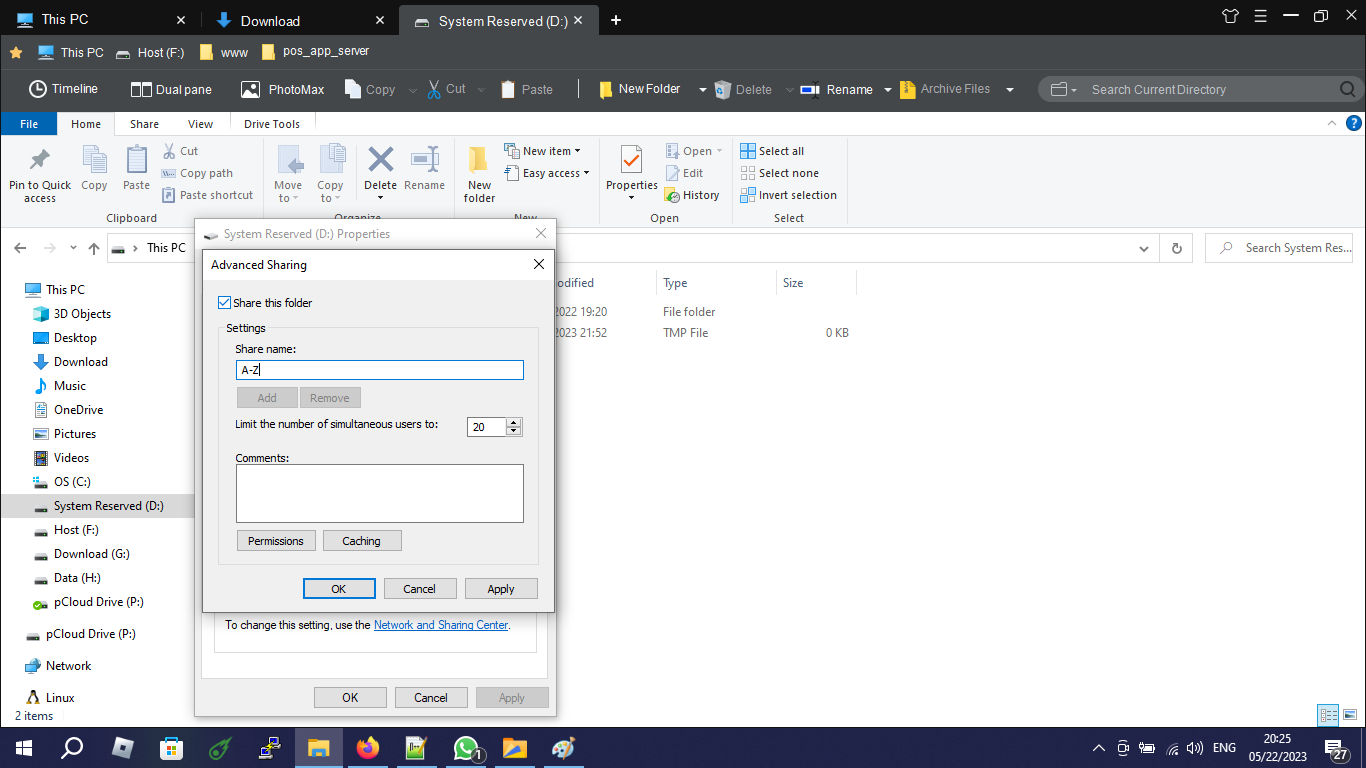 This PC
Download
System Reserved (D:)
This PC
Host (F:)
www
pos_app_server
Timeline
Dual pane
PhotoMax
Copy
Cut
Paste
New Folder
Delete
Rename
Archive Files
Search Current Directory
File
Home
Share
View
Drive Tools
Pin to Quick
access
Copy
Paste
Cut
Copy path
Paste shortcut
Clipboard
Move
to
Copy
to
Delete
Rename
Organize
New
folder
New item
Easy access
New
Properties
Open
Edit
History
Open
Select all
Select none
Invert selection
Select
This PC
Search System Res...
This PC
3D Objects
Desktop
Download
Music
OneDrive
Pictures
Videos
OS (C:)
System Reserved (D:)
Host (F:)
Download (G:)
Data (H:)
pCloud Drive (P:)
pCloud Drive (P:)
Network
Linux
2 items
odified
Type
Size
2022 19:20
File folder
2023 21:52
TMP File
0 KB
System Reserved (D:) Properties
Advanced Sharing
Share this folder
Settings
Share name:
A-Z
Add
Remove
Limit the number of simultaneous users to:
20
Comments:
Permissions
Caching
OK
Cancel
Apply
To change this setting, use the Network and Sharing Center.
OK
Cancel
Apply
1
ENG
20:25
05/22/2023
27